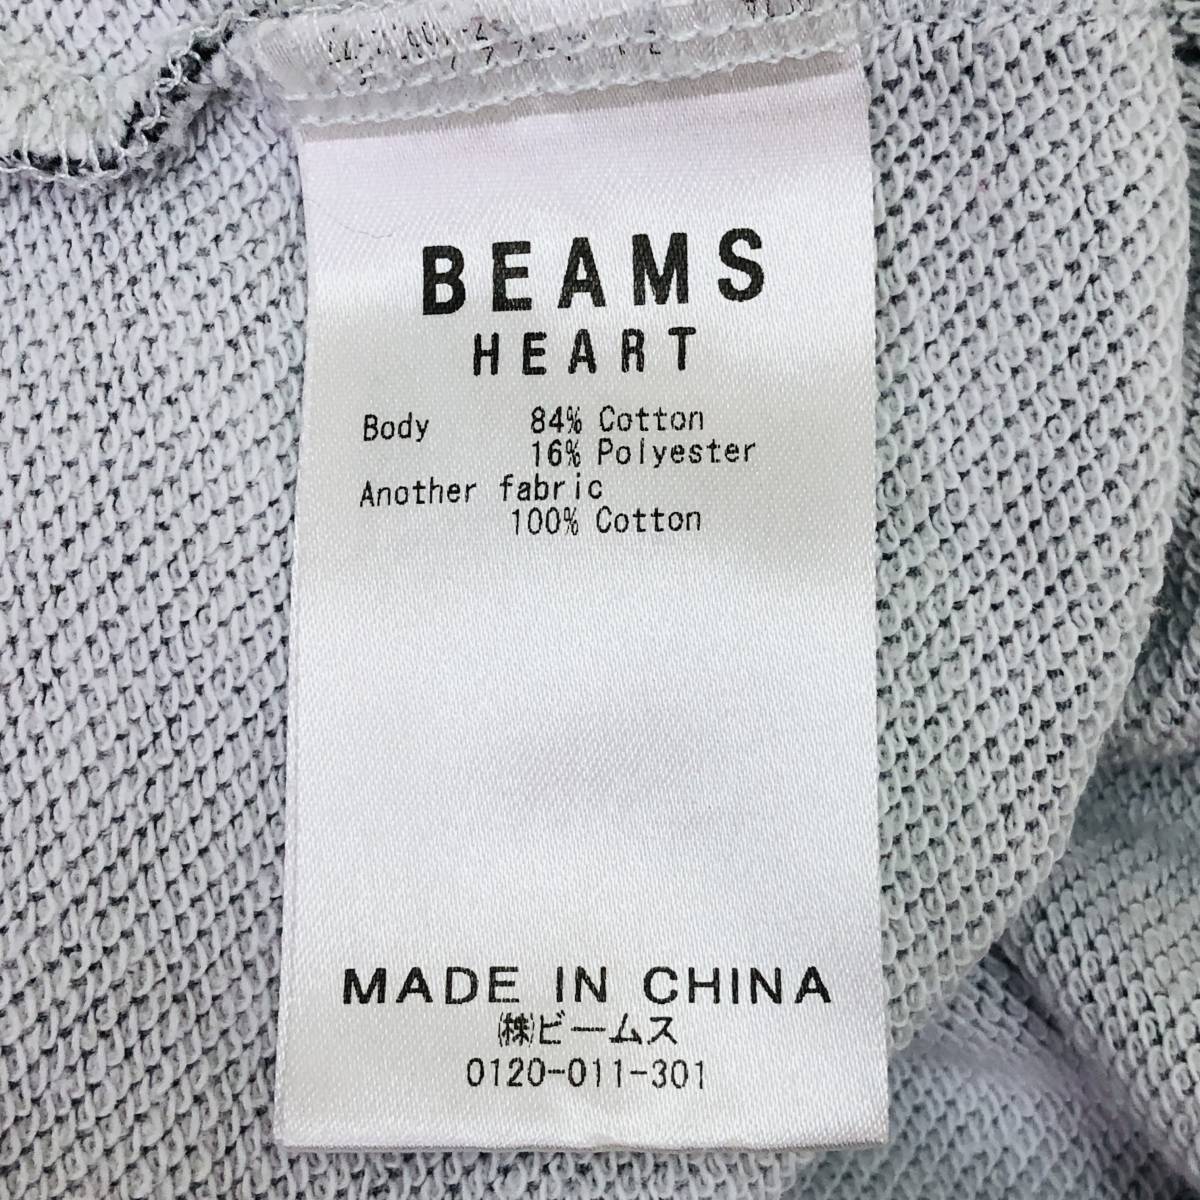 BEAMS
HEART
Body 84% Cotton
16% Polyester
Another fabric
100% Cotton
MADE IN CHINA
㈱ビームス
0120-011-301